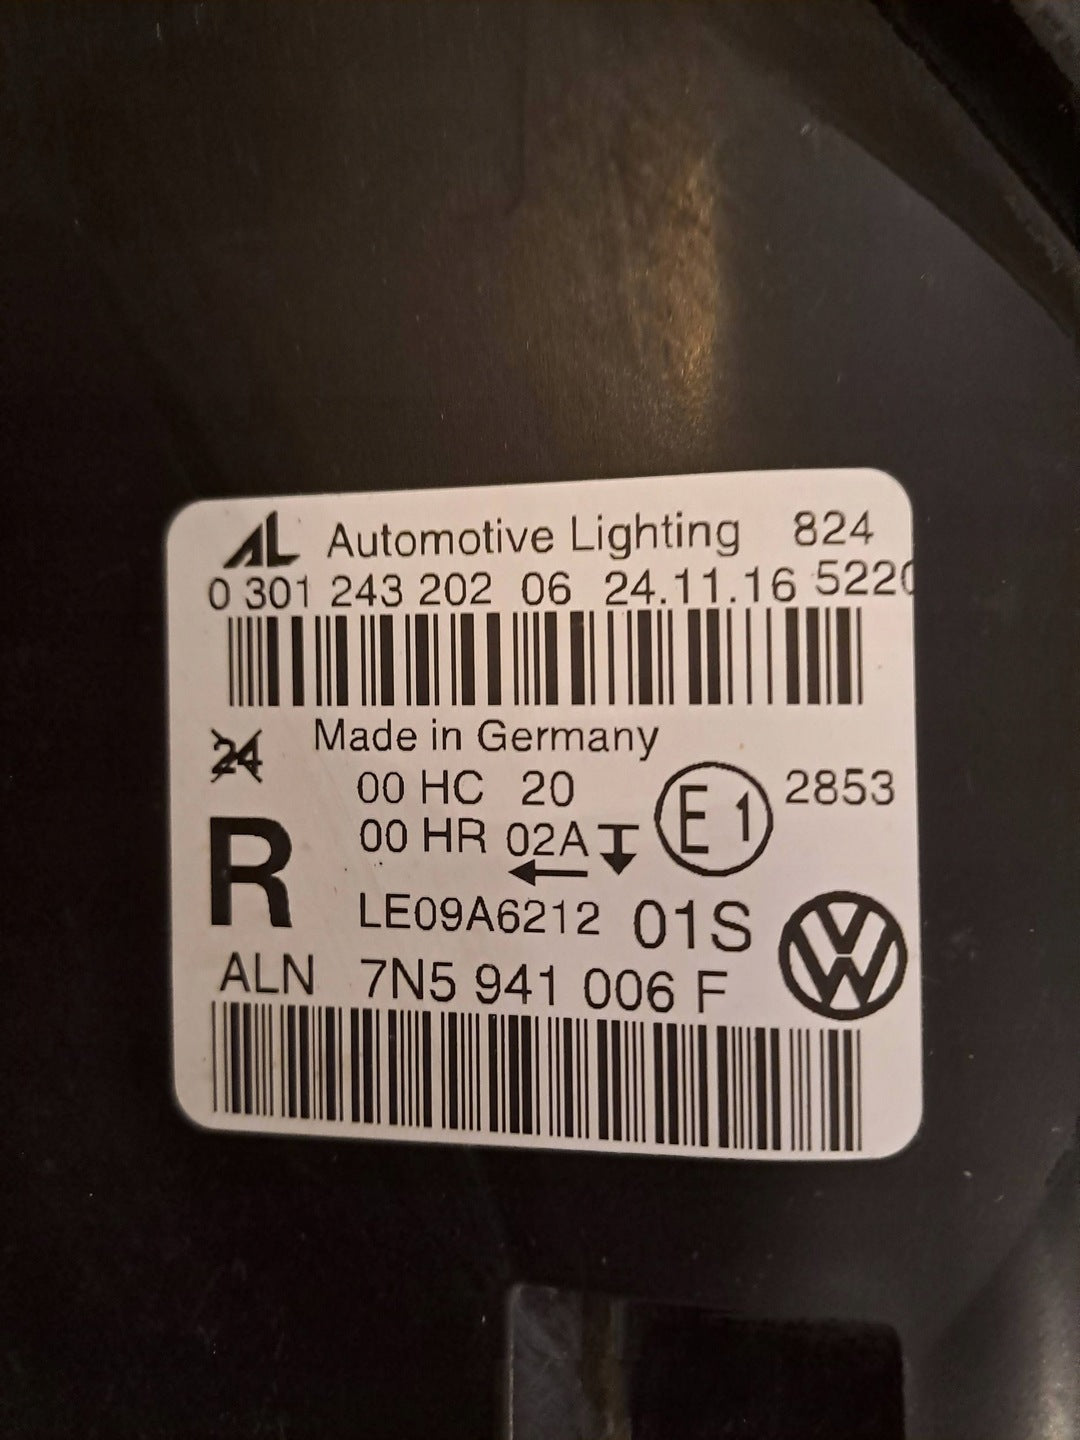 AL Automotive Lighting 824
0 301 243 202 06 24.11.16 5220
24 Made in Germany
00 HC 20
E1 2853
00 HR 02A
R
LE09A6212 01S
ALN 7N5 941 006 F
VW